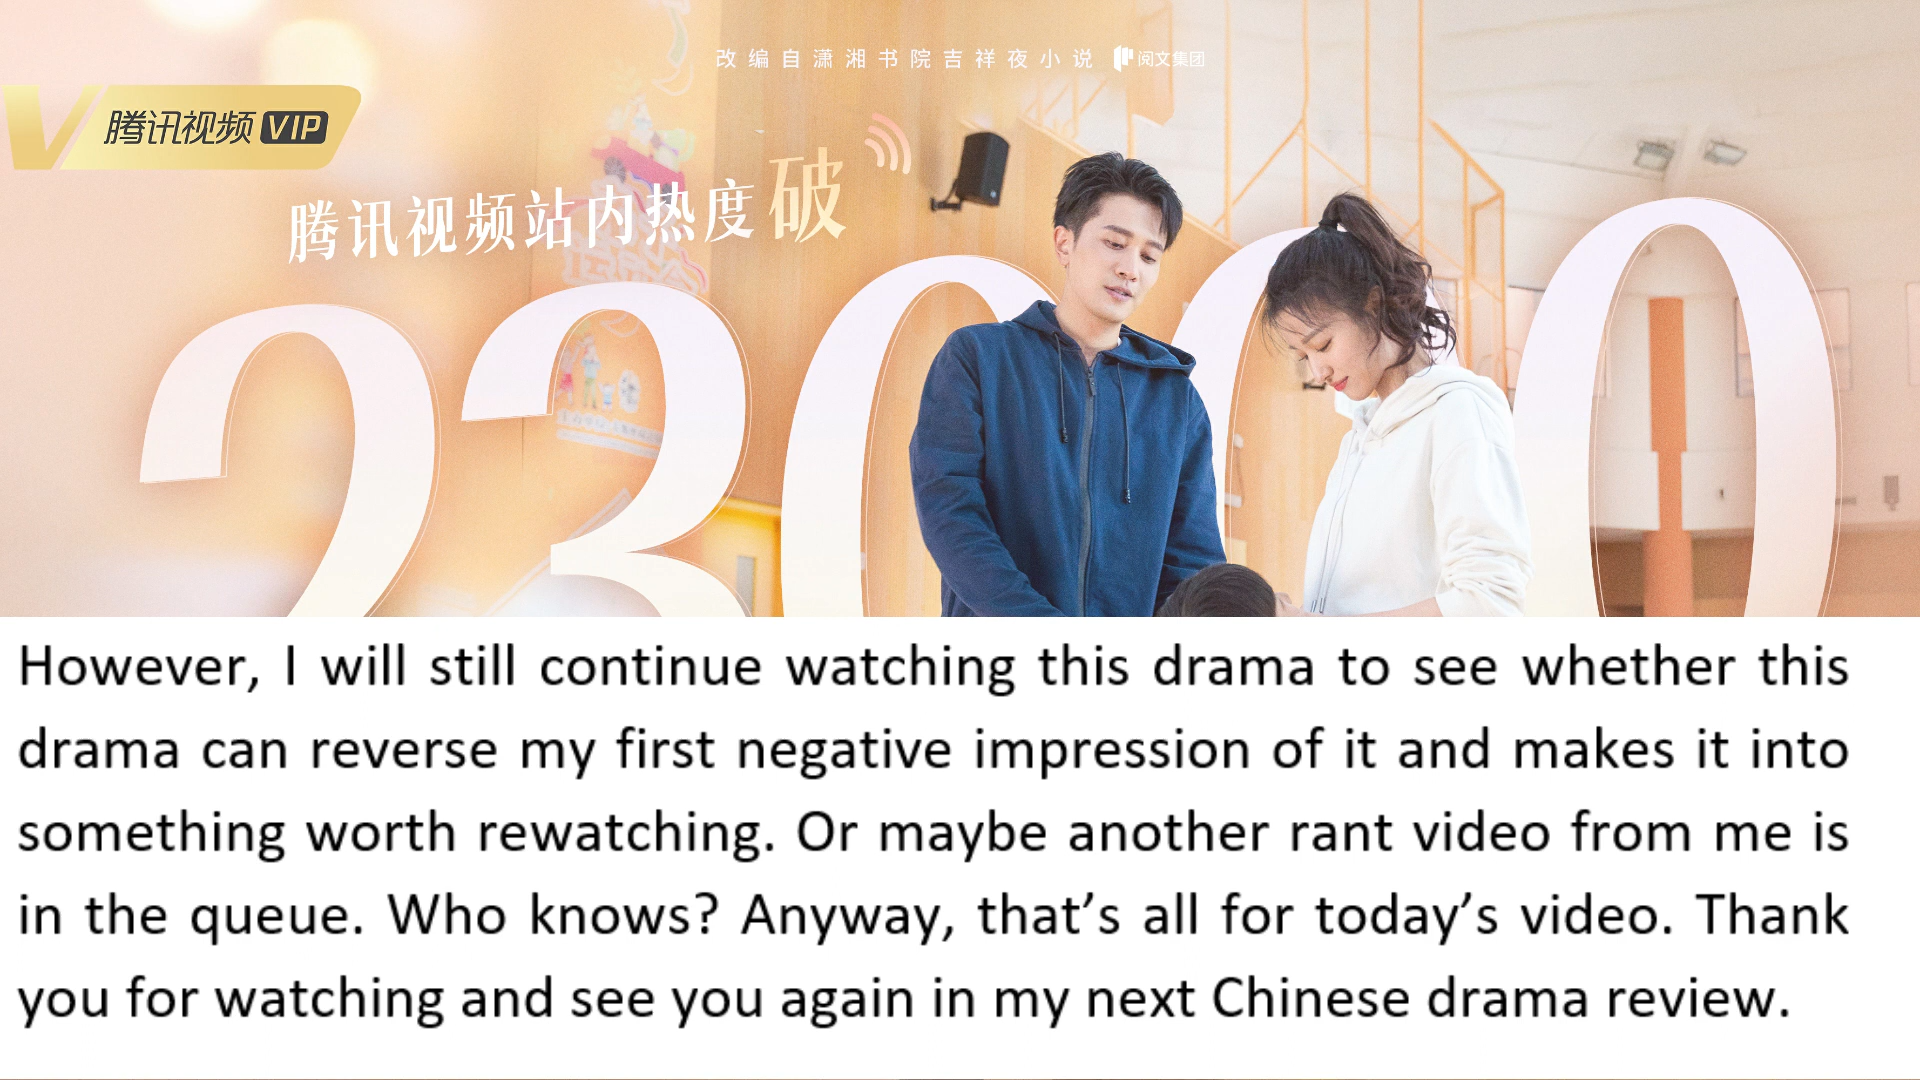 改编自潇湘书院吉祥夜小说 阅文集团
腾讯视频VIP
腾讯视频站内热度破
23000
However, I will still continue watching this drama to see whether this
drama can reverse my first negative impression of it and makes it into
something worth rewatching. Or maybe another rant video from me is
in the queue. Who knows? Anyway, that’s all for today’s video. Thank
you for watching and see you again in my next Chinese drama review.